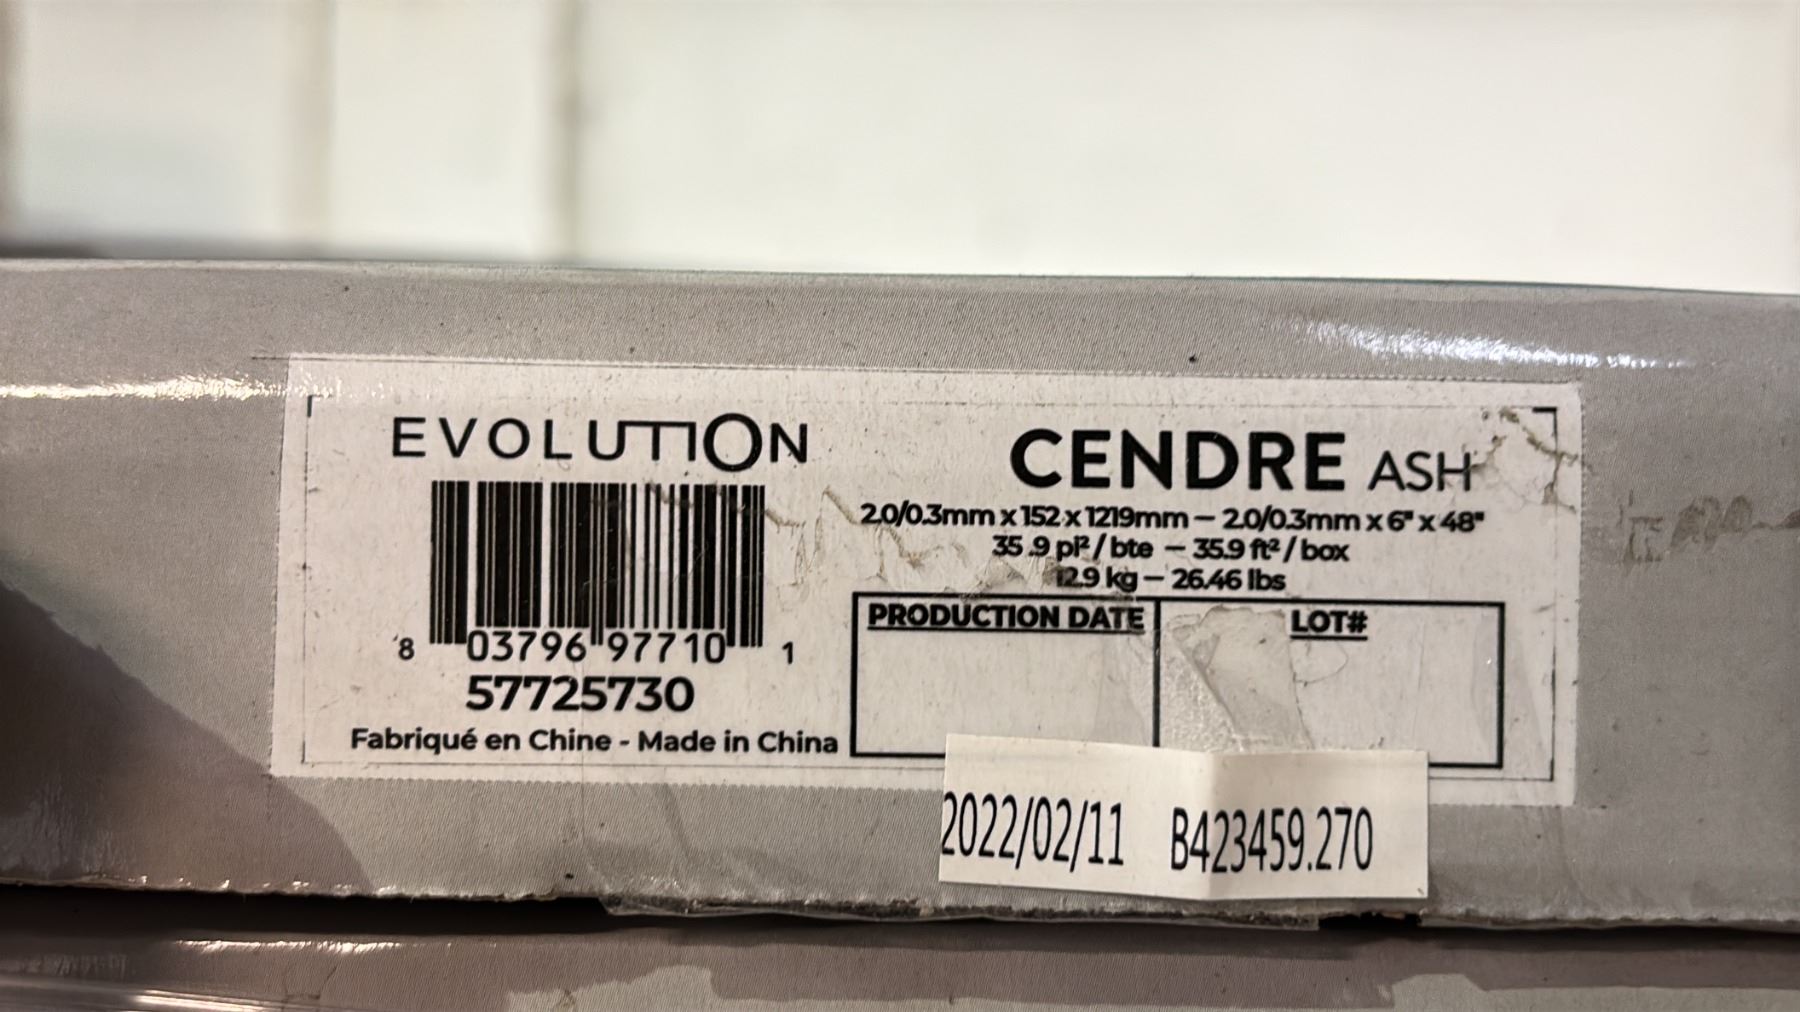 EVOLUTION
8 03796 97710 1
57725730
Fabriqué en Chine - Made in China
CENDRE ASH
2.0/0.3mm x 152 x 1219mm – 2.0/0.3mm x 6" x 48"
35.9 pi² / bte – 35.9 ft² / box
12.9 kg – 26.46 lbs
PRODUCTION DATE LOT#
2022/02/11 B423459.270